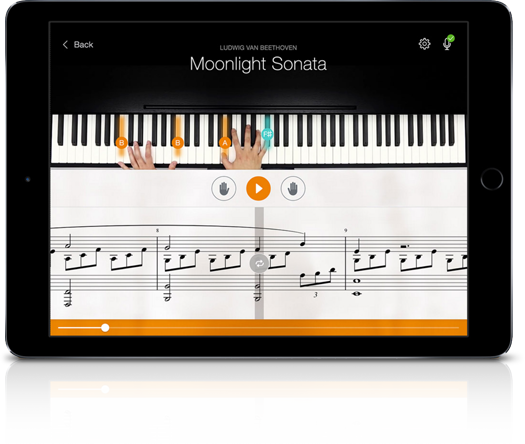 Back
LUDWIG VAN BEETHOVEN
Moonlight Sonata
B
B
A
F#
8
9
3